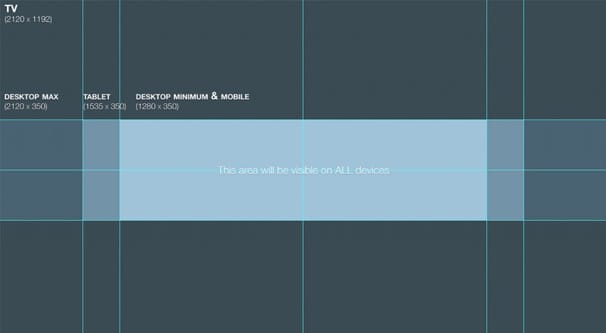 TV
(2120 x 1192)
DESKTOP MAX
(2120 x 350)
TABLET
(1535 x 350)
DESKTOP MINIMUM & MOBILE
(1280 x 350)
This area will be visible on ALL devices